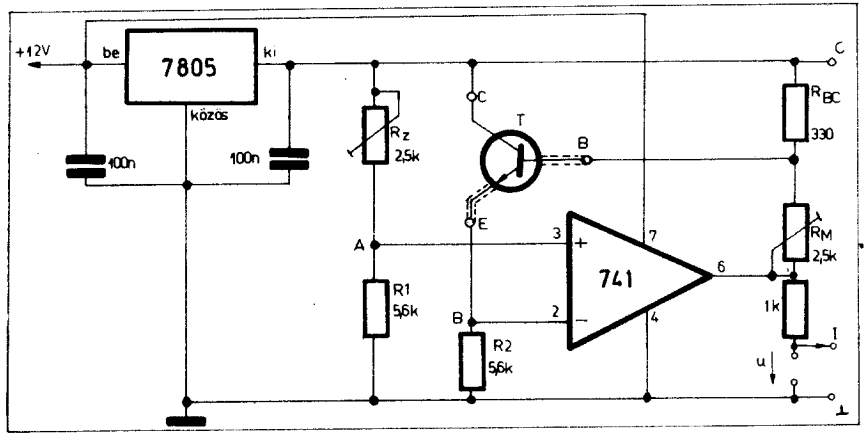 +12V
be
7805
ki
közös
100n
100n
Rz
2,5k
A
R1
5,6k
C
T
B
E
B
R2
5,6k
3
+
2
−
741
7
4
6
C
RBC
330
RM
2,5k
1k
I
u
⊥